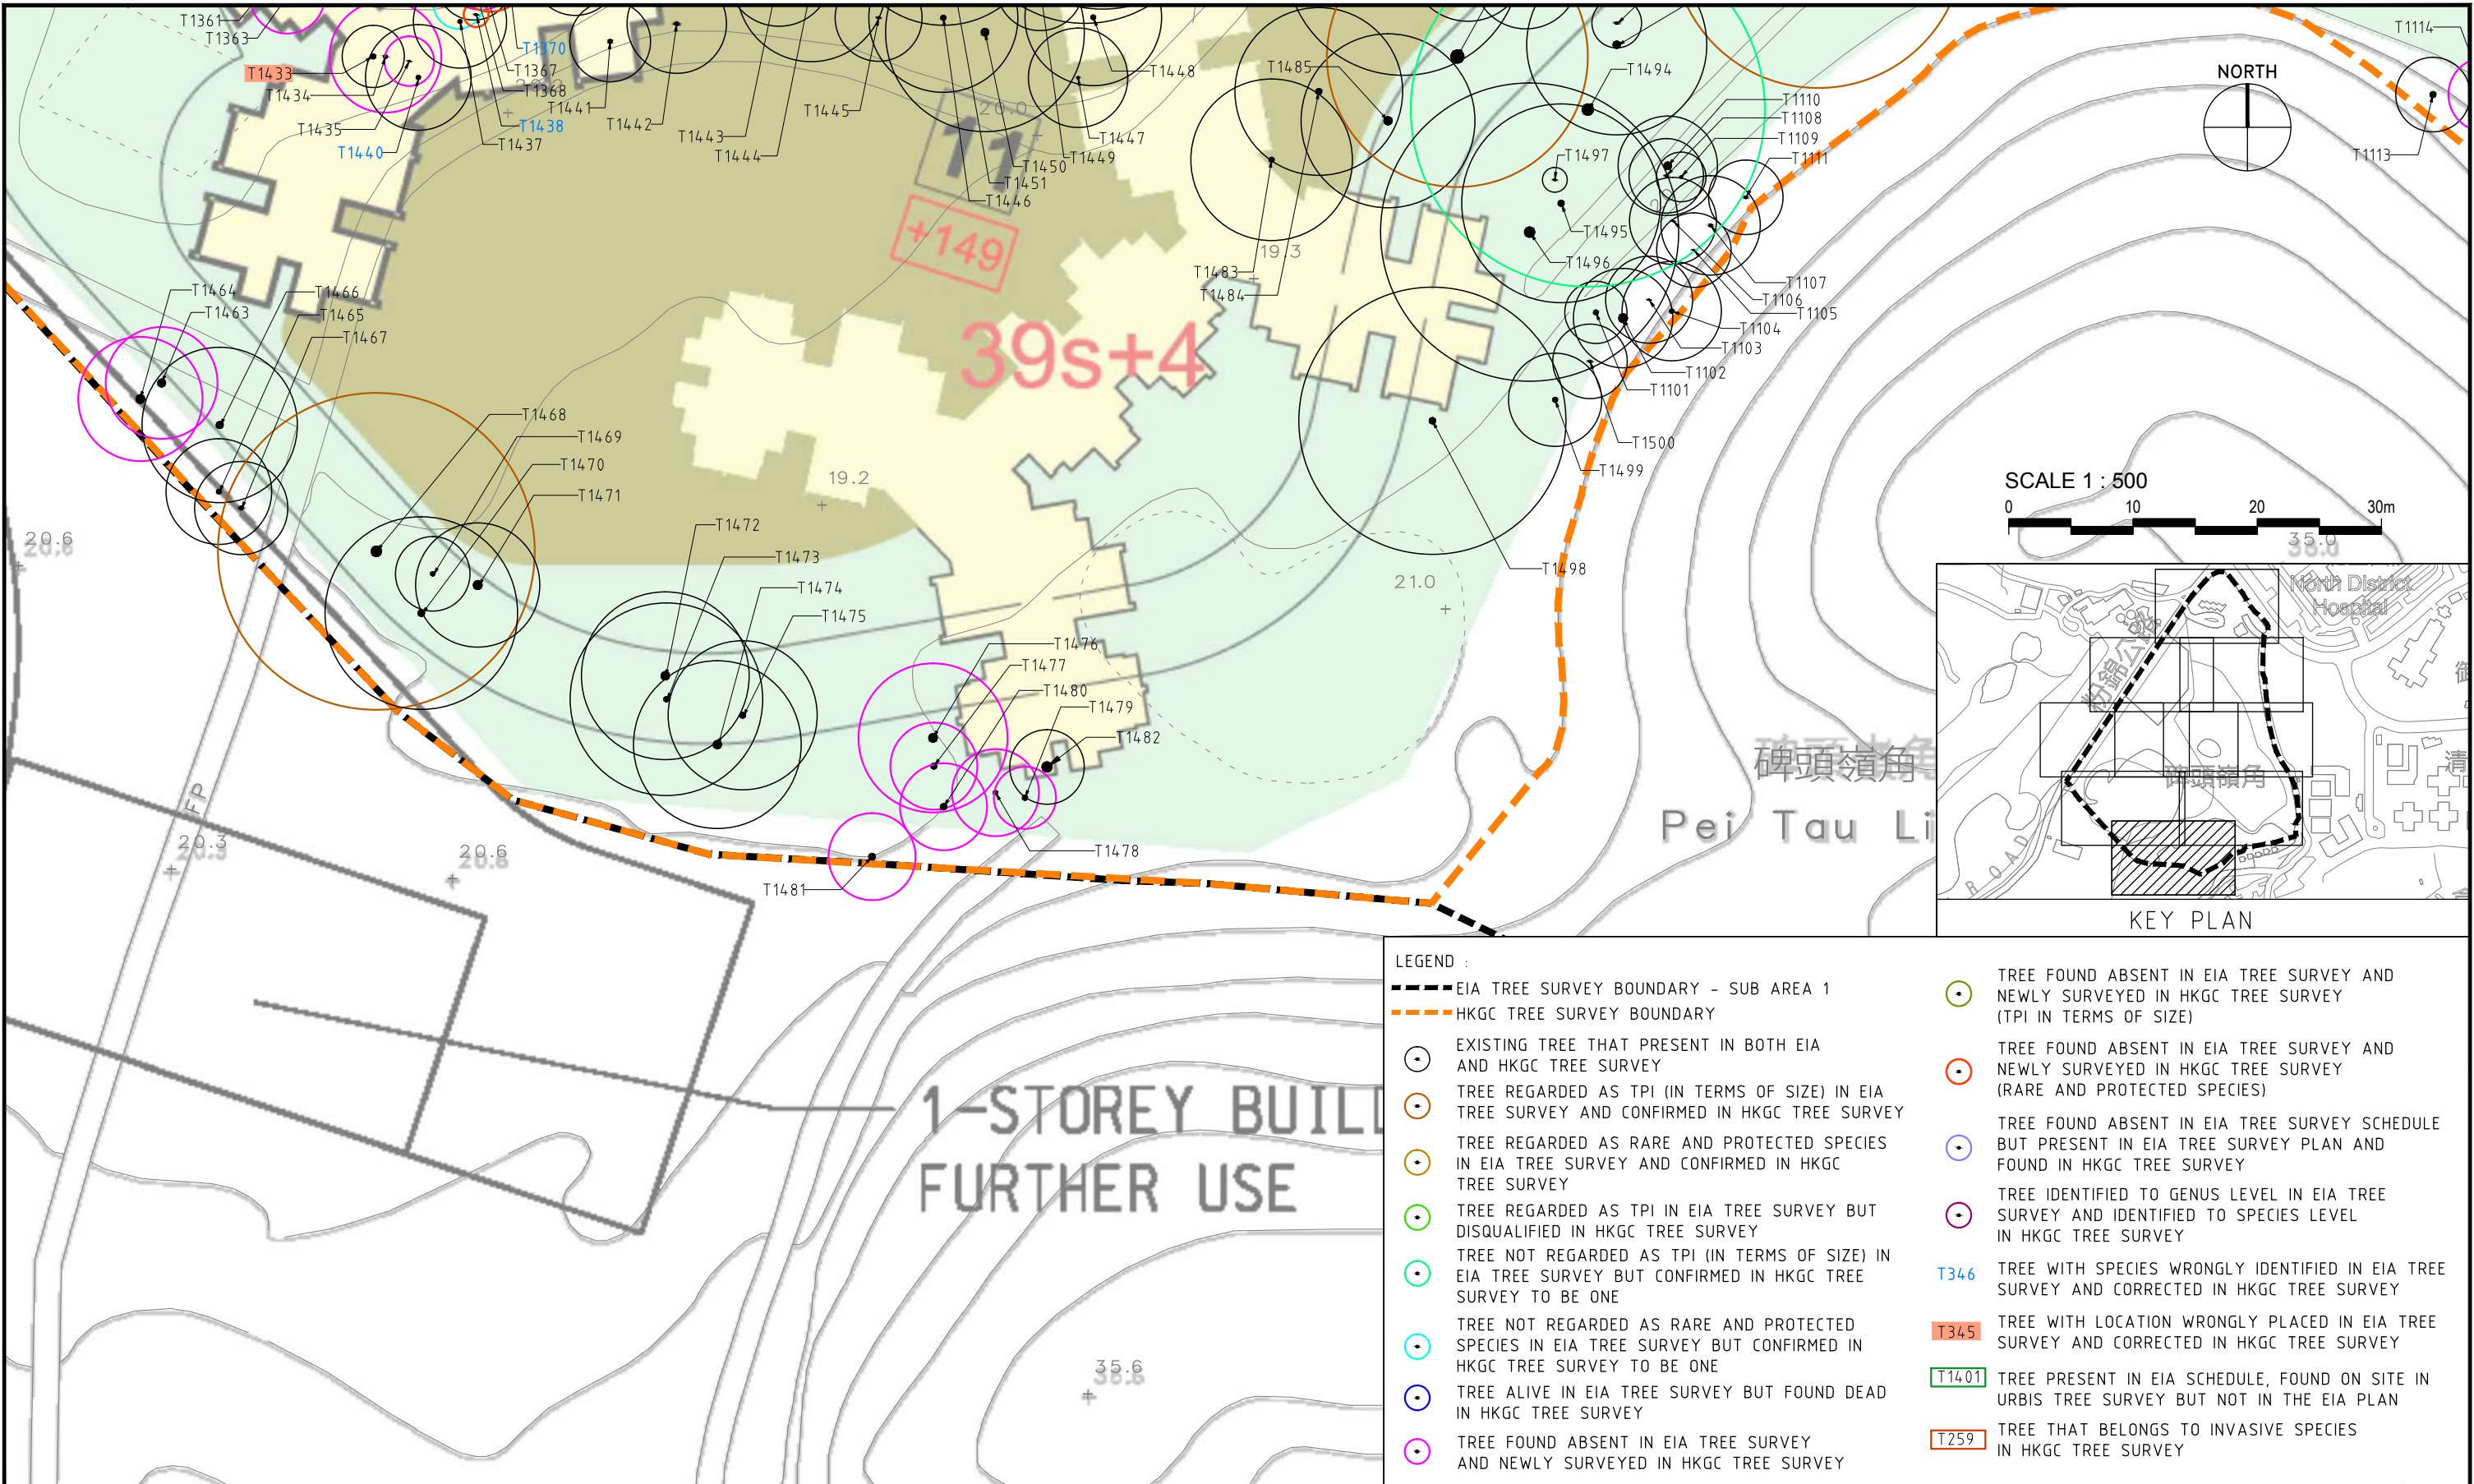 T1361
T1363
T1370
T1367
T1368
T1433
T1434
T1435
T1440
T1438
T1437
T1441
T1442
T1443
T1444
T1445
T1446
T1451
T1450
T1449
T1447
T1448
20.0
11
+149
39s+4
T1485
T1483
T1484
19.3
T1494
T1497
T1495
T1496
T1110
T1108
T1109
T1111
T1107
T1106
T1105
T1104
T1103
T1102
T1101
T1500
T1499
T1498
T1114
T1113
NORTH
T1464
T1463
T1466
T1465
T1467
T1468
T1469
T1470
T1471
T1472
T1473
T1474
T1475
T1476
T1477
T1480
T1479
T1482
T1478
T1481
19.2
21.0
20.6
20.3
20.6
FP
SCALE 1 : 500
0 10 20 30m
35.0
碑頭嶺角
Pei Tau Li
North District
Hospital
粉錦公路
碑頭嶺角
ROAD
KEY PLAN
1-STOREY BUILD
FURTHER USE
35.6
LEGEND :
EIA TREE SURVEY BOUNDARY - SUB AREA 1
HKGC TREE SURVEY BOUNDARY
EXISTING TREE THAT PRESENT IN BOTH EIA
AND HKGC TREE SURVEY
TREE REGARDED AS TPI (IN TERMS OF SIZE) IN EIA
TREE SURVEY AND CONFIRMED IN HKGC TREE SURVEY
TREE REGARDED AS RARE AND PROTECTED SPECIES
IN EIA TREE SURVEY AND CONFIRMED IN HKGC
TREE SURVEY
TREE REGARDED AS TPI IN EIA TREE SURVEY BUT
DISQUALIFIED IN HKGC TREE SURVEY
TREE NOT REGARDED AS TPI (IN TERMS OF SIZE) IN
EIA TREE SURVEY BUT CONFIRMED IN HKGC TREE
SURVEY TO BE ONE
TREE NOT REGARDED AS RARE AND PROTECTED
SPECIES IN EIA TREE SURVEY BUT CONFIRMED IN
HKGC TREE SURVEY TO BE ONE
TREE ALIVE IN EIA TREE SURVEY BUT FOUND DEAD
IN HKGC TREE SURVEY
TREE FOUND ABSENT IN EIA TREE SURVEY
AND NEWLY SURVEYED IN HKGC TREE SURVEY
TREE FOUND ABSENT IN EIA TREE SURVEY AND
NEWLY SURVEYED IN HKGC TREE SURVEY
(TPI IN TERMS OF SIZE)
TREE FOUND ABSENT IN EIA TREE SURVEY AND
NEWLY SURVEYED IN HKGC TREE SURVEY
(RARE AND PROTECTED SPECIES)
TREE FOUND ABSENT IN EIA TREE SURVEY SCHEDULE
BUT PRESENT IN EIA TREE SURVEY PLAN AND
FOUND IN HKGC TREE SURVEY
TREE IDENTIFIED TO GENUS LEVEL IN EIA TREE
SURVEY AND IDENTIFIED TO SPECIES LEVEL
IN HKGC TREE SURVEY
T346 TREE WITH SPECIES WRONGLY IDENTIFIED IN EIA TREE
SURVEY AND CORRECTED IN HKGC TREE SURVEY
T345 TREE WITH LOCATION WRONGLY PLACED IN EIA TREE
SURVEY AND CORRECTED IN HKGC TREE SURVEY
T1401 TREE PRESENT IN EIA SCHEDULE, FOUND ON SITE IN
URBIS TREE SURVEY BUT NOT IN THE EIA PLAN
T259 TREE THAT BELONGS TO INVASIVE SPECIES
IN HKGC TREE SURVEY